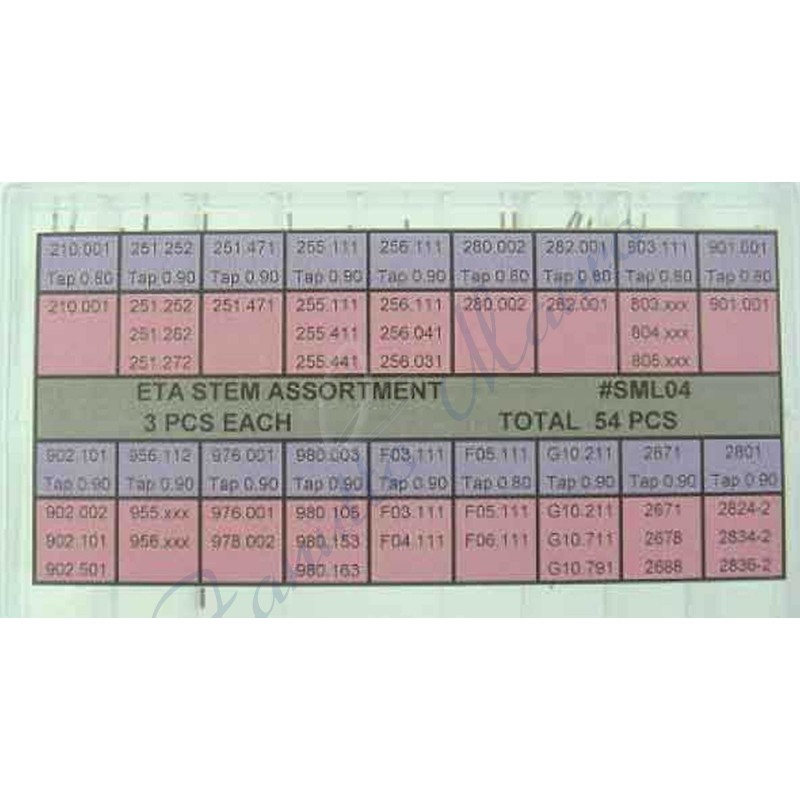 210.001 251.252 251.471 255.111 256.111 280.002 282.001 903.111 901.001
Tap 0.80 Tap 0.90 Tap 0.90 Tap 0.90 Tap 0.90 Tap 0.80 Tap 0.80 Tap 0.80 Tap 0.80
210.001 251.252 251.471 255.111 256.111 280.002 282.001 803.xxx 901.001
251.262 255.411 256.041 804.xxx
251.272 255.441 256.031 805.xxx
ETA STEM ASSORTMENT #SML04
3 PCS EACH TOTAL 54 PCS
902.101 956.112 976.001 980.003 F03.111 F05.111 G10.211 2671 2801
Tap 0.90 Tap 0.90 Tap 0.90 Tap 0.90 Tap 0.90 Tap 0.80 Tap 0.90 Tap 0.90 Tap 0.90
902.002 955.xxx 976.001 980.106 F03.111 F05.111 G10.211 2671 2824-2
902.101 956.xxx 978.002 980.153 F04.111 F06.111 G10.711 2678 2834-2
902.501 980.163 G10.791 2688 2836-2